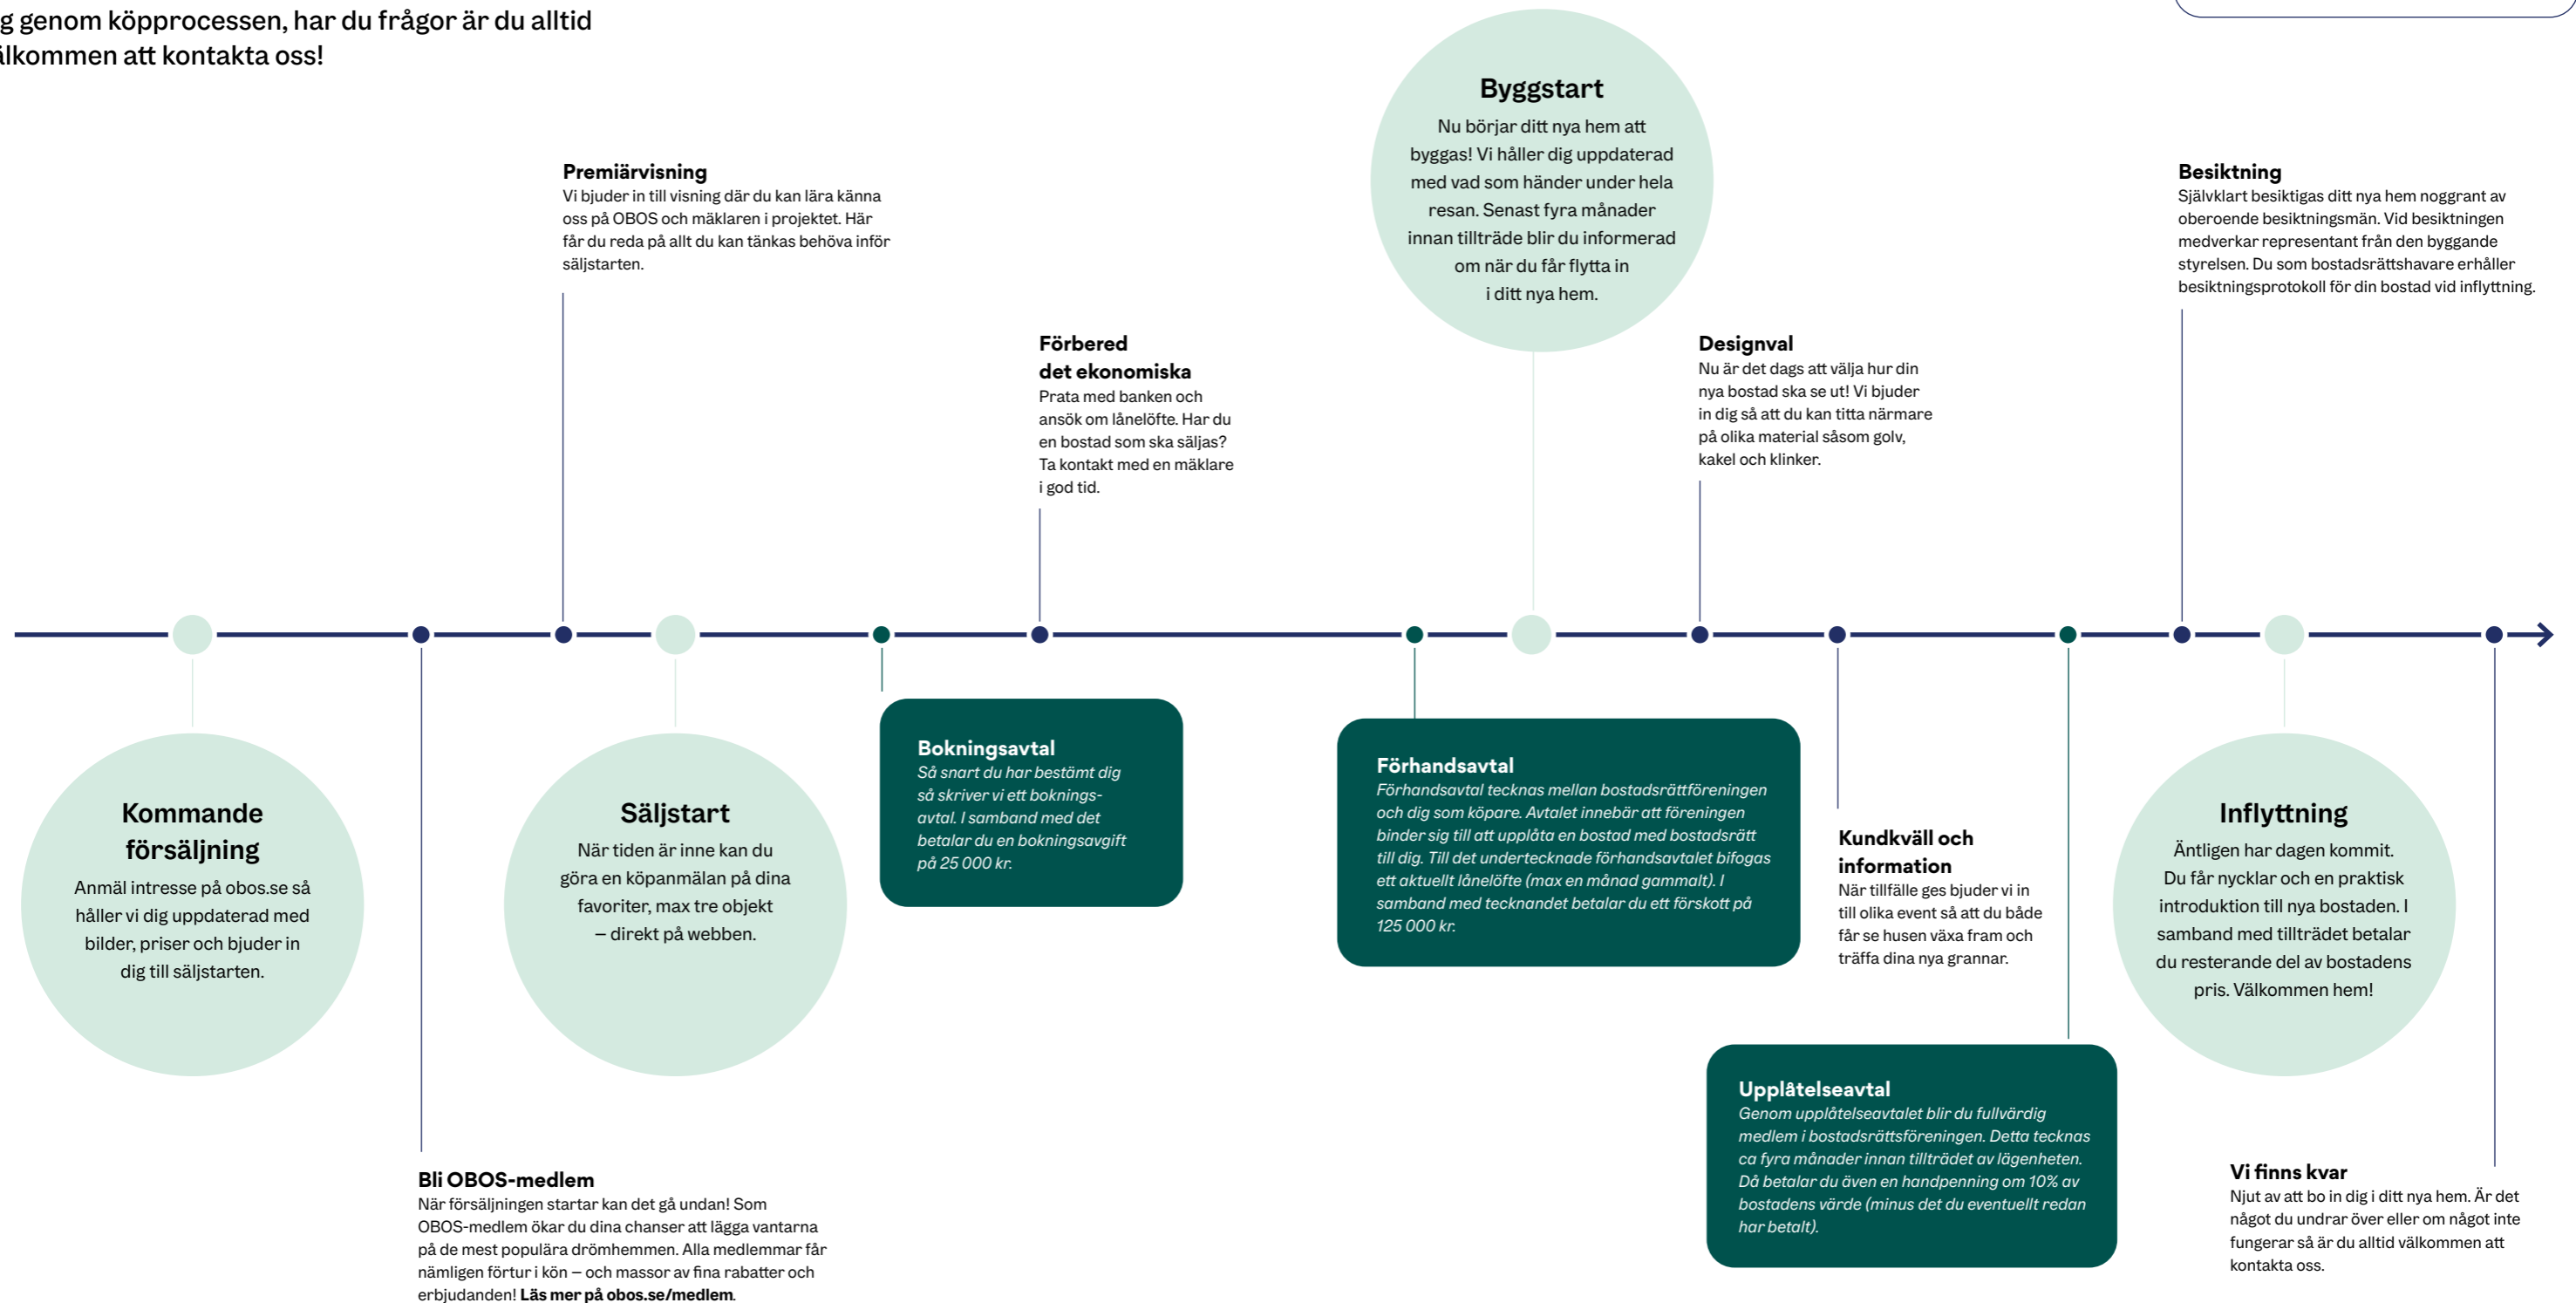 genom köpprocessen, har du frågor är du alltid
att kontakta oss!
Kommande
försäljning
Anmäl intresse på obos.se så
håller vi dig uppdaterad med
bilder, priser och bjuder in
dig till säljstarten.
Bli OBOS-medlem
När försäljningen startar kan det gå undan! Som
OBOS-medlem ökar du dina chanser att lägga vantarna
på de mest populära drömhemmen. Alla medlemmar får
nämligen förtur i kön – och massor av fina rabatter och
erbjudanden! Läs mer på obos.se/medlem.
Premiärvisning
Vi bjuder in till visning där du kan lära känna
oss på OBOS och mäklaren i projektet. Här
får du reda på allt du kan tänkas behöva inför
säljstarten.
Säljstart
När tiden är inne kan du
göra en köpanmälan på dina
favoriter, max tre objekt
– direkt på webben.
Bokningsavtal
Så snart du har bestämt dig
så skriver vi ett boknings-
avtal. I samband med det
betalar du en bokningsavgift
på 25 000 kr.
Förbered
det ekonomiska
Prata med banken och
ansök om lånelöfte. Har du
en bostad som ska säljas?
Ta kontakt med en mäklare
i god tid.
Förhandsavtal
Förhandsavtal tecknas mellan bostadsrättföreningen
och dig som köpare. Avtalet innebär att föreningen
binder sig till att upplåta en bostad med bostadsrätt
till dig. Till det undertecknade förhandsavtalet bifogas
ett aktuellt lånelöfte (max en månad gammalt). I
samband med tecknandet betalar du ett förskott på
125 000 kr.
Byggstart
Nu börjar ditt nya hem att
byggas! Vi håller dig uppdaterad
med vad som händer under hela
resan. Senast fyra månader
innan tillträde blir du informerad
om när du får flytta in
i ditt nya hem.
Designval
Nu är det dags att välja hur din
nya bostad ska se ut! Vi bjuder
in dig så att du kan titta närmare
på olika material såsom golv,
kakel och klinker.
Kundkväll och
information
När tillfälle ges bjuder vi in
till olika event så att du både
får se husen växa fram och
träffa dina nya grannar.
Upplåtelseavtal
Genom upplåtelseavtalet blir du fullvärdig
medlem i bostadsrättsföreningen. Detta tecknas
ca fyra månader innan tillträdet av lägenheten.
Då betalar du även en handpenning om 10% av
bostadens värde (minus det du eventuellt redan
har betalt).
Besiktning
Självklart besiktigas ditt nya hem noggrant av
oberoende besiktningsmän. Vid besiktningen
medverkar representant från den byggande
styrelsen. Du som bostadsrättshavare erhåller
besiktningsprotokoll för din bostad vid inflyttning.
Inflyttning
Äntligen har dagen kommit.
Du får nycklar och en praktisk
introduktion till nya bostaden. I
samband med tillträdet betalar
du resterande del av bostadens
pris. Välkommen hem!
Vi finns kvar
Njut av att bo in dig i ditt nya hem. Är det
något du undrar över eller om något inte
fungerar så är du alltid välkommen att
kontakta oss.